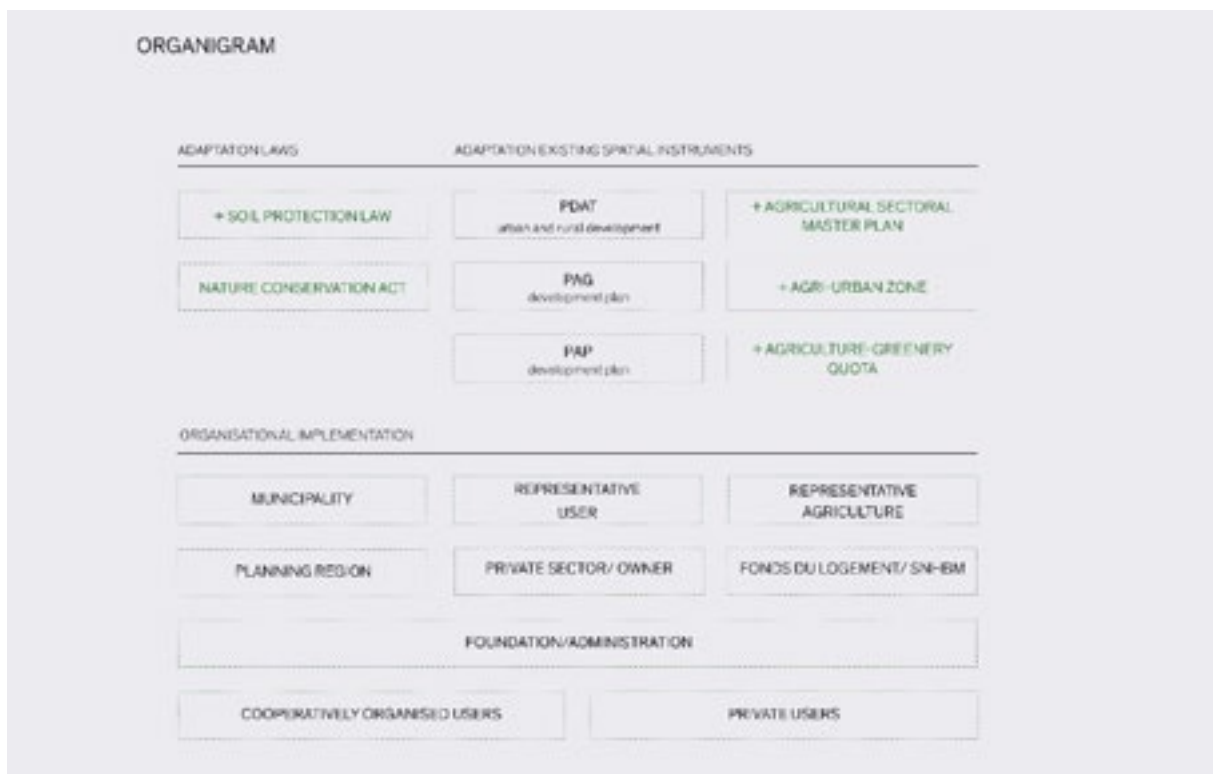 ORGANIGRAM
ADAPTATION LAWS
ADAPTATION EXISTING SPATIAL INSTRUMENTS
+ SOIL PROTECTION LAW
PDAT
urban and rural development
+ AGRICULTURAL SECTORAL
MASTER PLAN
NATURE CONSERVATION ACT
PAG
development plan
+ AGRI-URBAN ZONE
PAP
development plan
+ AGRICULTURE-GREENERY
QUOTA
ORGANISATIONAL IMPLEMENTATION
MUNICIPALITY
REPRESENTATIVE
USER
REPRESENTATIVE
AGRICULTURE
PLANNING REGION
PRIVATE SECTOR/ OWNER
FONDS DU LOGEMENT/ SNHBM
FOUNDATION/ADMINISTRATION
COOPERATIVELY ORGANISED USERS
PRIVATE USERS